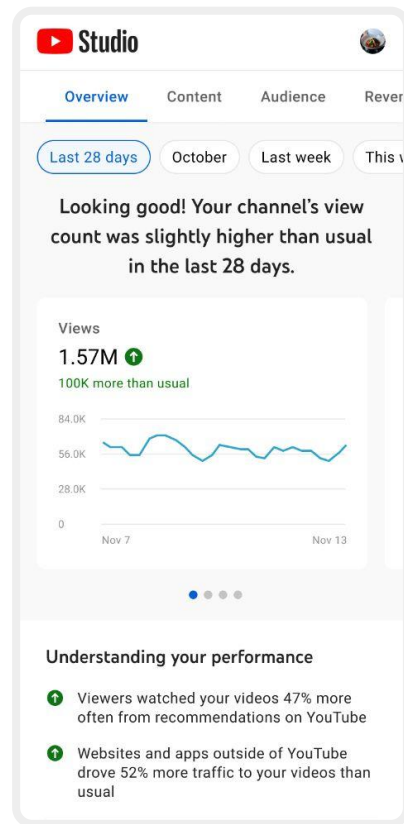 Studio
Overview Content Audience Rever
Last 28 days October Last week This w
Looking good! Your channel's view
count was slightly higher than usual
in the last 28 days.
Views
1.57M
100K more than usual
84.0K
56.0K
28.0K
0
Nov 7 Nov 13
Understanding your performance
Viewers watched your videos 47% more
often from recommendations on YouTube
Websites and apps outside of YouTube
drove 52% more traffic to your videos than
usual